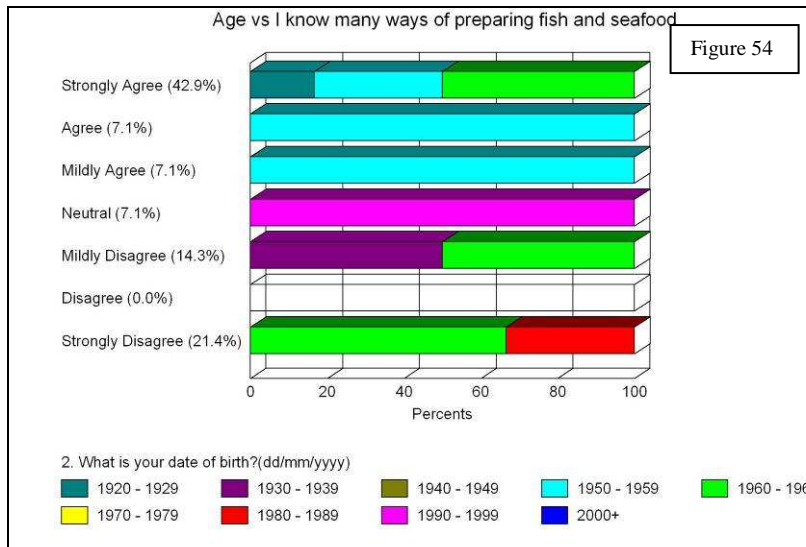 Age vs I know many ways of preparing fish and seafood
Figure 54
Strongly Agree (42.9%)
Agree (7.1%)
Mildly Agree (7.1%)
Neutral (7.1%)
Mildly Disagree (14.3%)
Disagree (0.0%)
Strongly Disagree (21.4%)
0 20 40 60 80 100
Percents
2. What is your date of birth?(dd/mm/yyyy)
1920 - 1929 1930 - 1939 1940 - 1949 1950 - 1959 1960 - 196
1970 - 1979 1980 - 1989 1990 - 1999 2000+